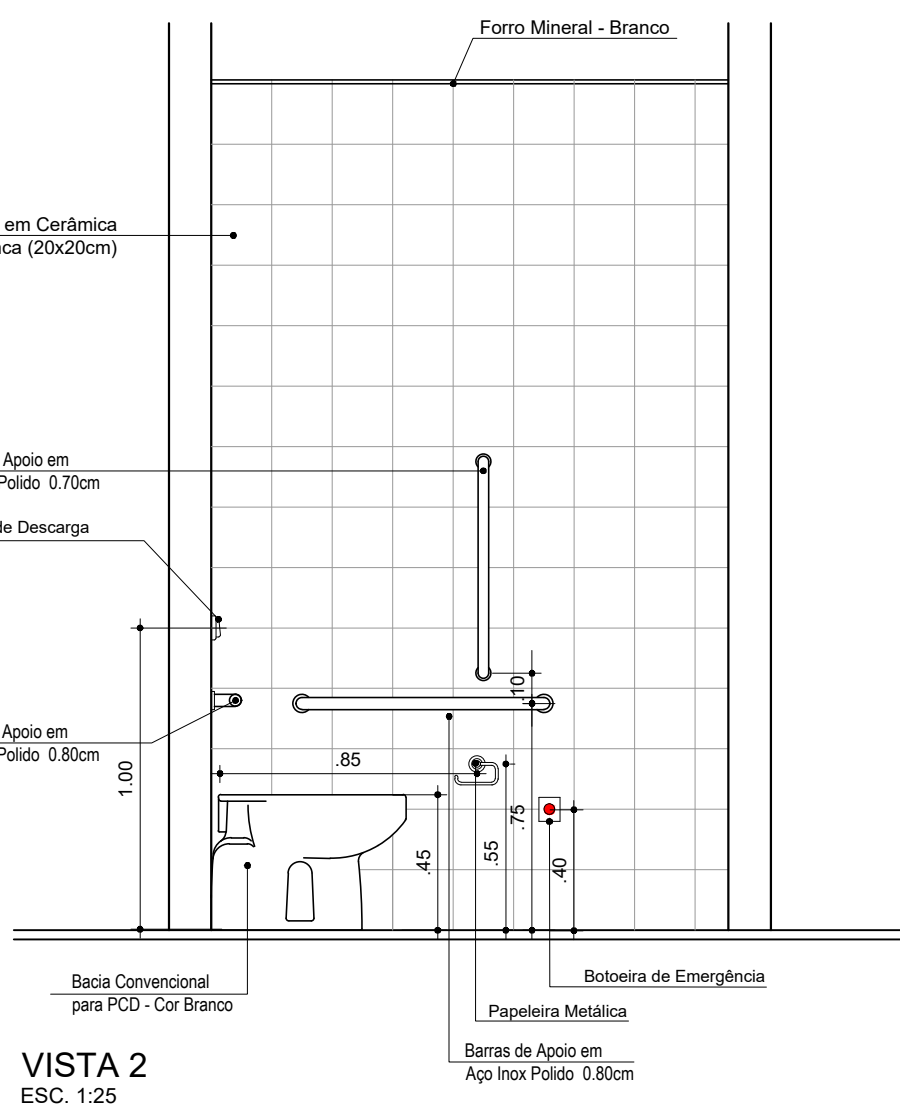 Forro Mineral - Branco
em Cerâmica
ca (20x20cm)
Apoio em
Polido 0.70cm
de Descarga
.10
Apoio em
Polido 0.80cm
.85
1.00
.75
.55
.45
.40
Bacia Convencional
para PCD - Cor Branco
Botoeira de Emergência
Papeleira Metálica
Barras de Apoio em
Aço Inox Polido 0.80cm
VISTA 2
ESC. 1:25